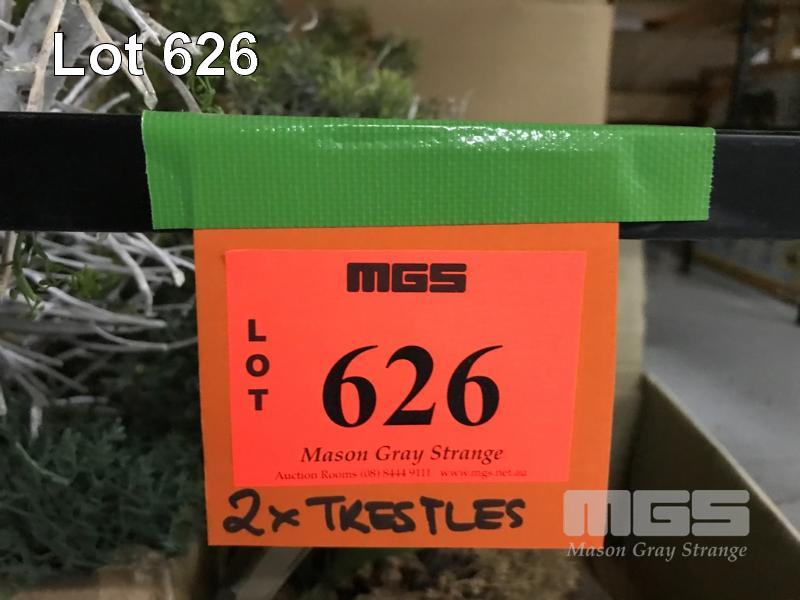 Lot 626
MGS
LOT
626
Mason Gray Strange
Auction Rooms (08) 8444 9111 www.mgs.net.au
2x TRESTLES
MGS
Mason Gray Strange